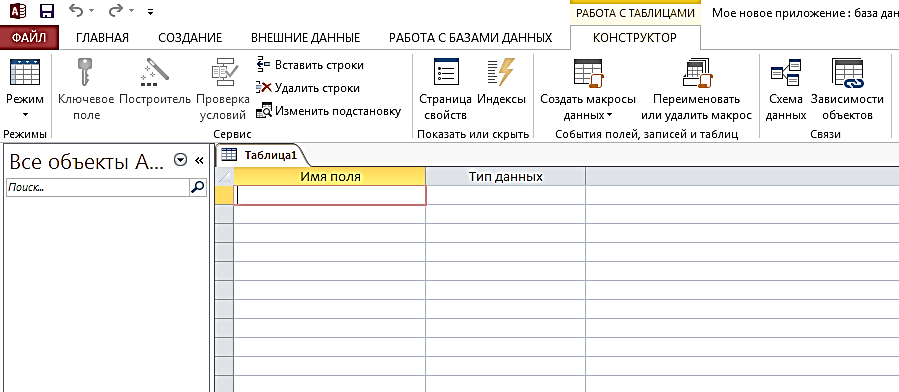 РАБОТА С ТАБЛИЦАМИ
Мое новое приложение : база дан
ФАЙЛ ГЛАВНАЯ СОЗДАНИЕ ВНЕШНИЕ ДАННЫЕ РАБОТА С БАЗАМИ ДАННЫХ КОНСТРУКТОР
Режим
Ключевое поле
Построитель
Проверка условий
Вставить строки
Удалить строки
Изменить подстановку
Страница свойств
Индексы
Создать макросы данных
Переименовать или удалить макрос
Схема данных
Зависимости объектов
Режимы
Сервис
Показать или скрыть
События полей, записей и таблиц
Связи
Все объекты A...
Поиск...
Таблица1
Имя поля Тип данных